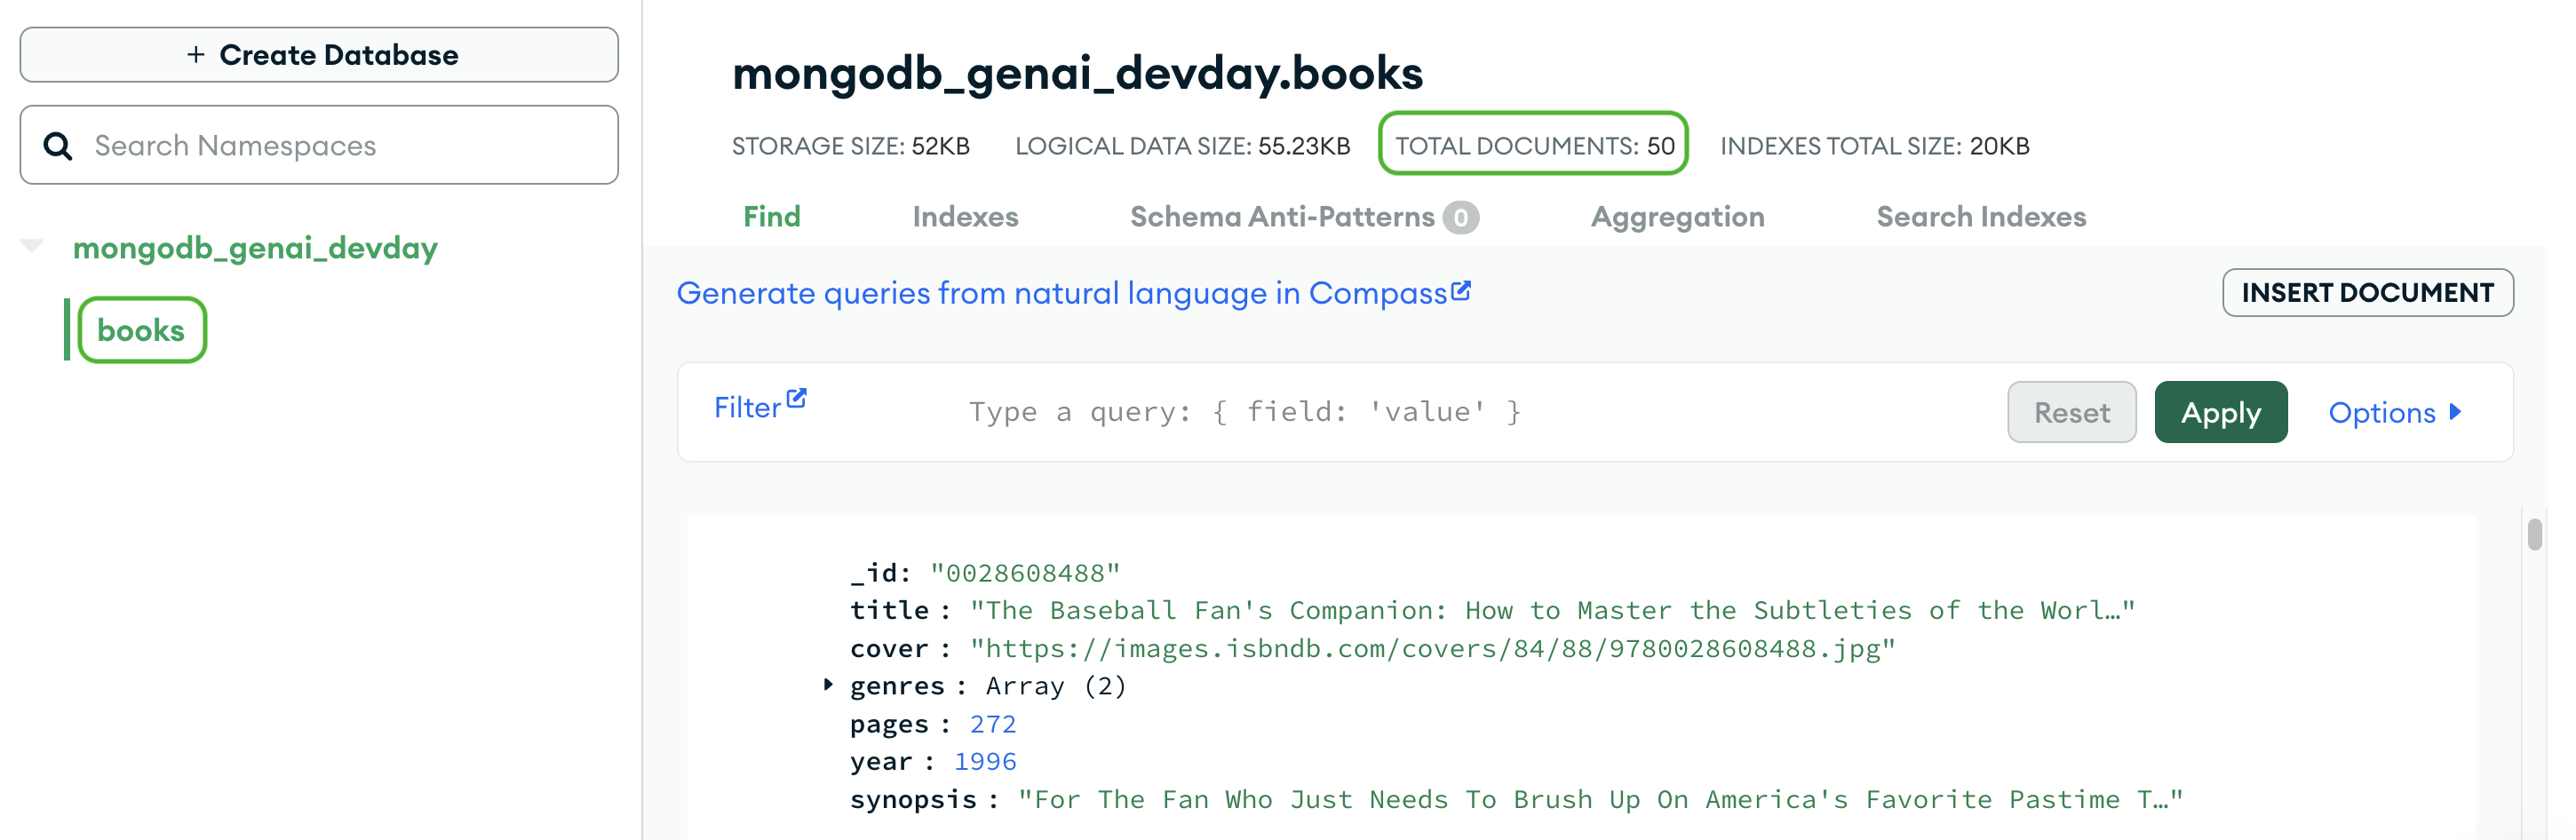 + Create Database
Search Namespaces
mongodb_genai_devday
books
mongodb_genai_devday.books
STORAGE SIZE: 52KB LOGICAL DATA SIZE: 55.23KB TOTAL DOCUMENTS: 50 INDEXES TOTAL SIZE: 20KB
Find Indexes Schema Anti-Patterns 0 Aggregation Search Indexes
Generate queries from natural language in Compass
INSERT DOCUMENT
Filter Type a query: { field: 'value' } Reset Apply Options
_id: "0028608488"
title : "The Baseball Fan's Companion: How to Master the Subtleties of the Worl…"
cover : "https://images.isbndb.com/covers/84/88/9780028608488.jpg"
genres : Array (2)
pages : 272
year : 1996
synopsis : "For The Fan Who Just Needs To Brush Up On America's Favorite Pastime T…"